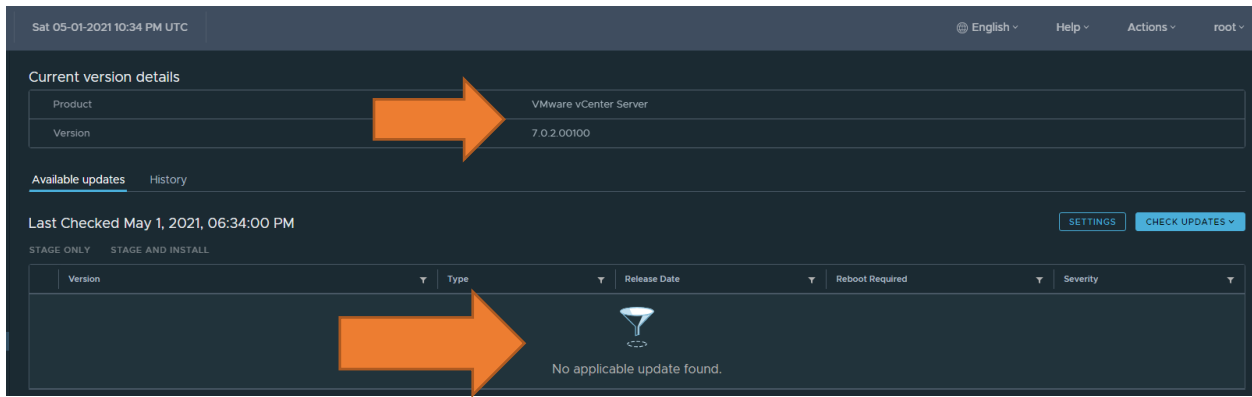 Sat 05-01-2021 10:34 PM UTC English Help Actions root
Current version details
Product VMware vCenter Server
Version 7.0.2.00100
Available updates History
Last Checked May 1, 2021, 06:34:00 PM SETTINGS CHECK UPDATES
STAGE ONLY STAGE AND INSTALL
Version Type Release Date Reboot Required Severity
No applicable update found.